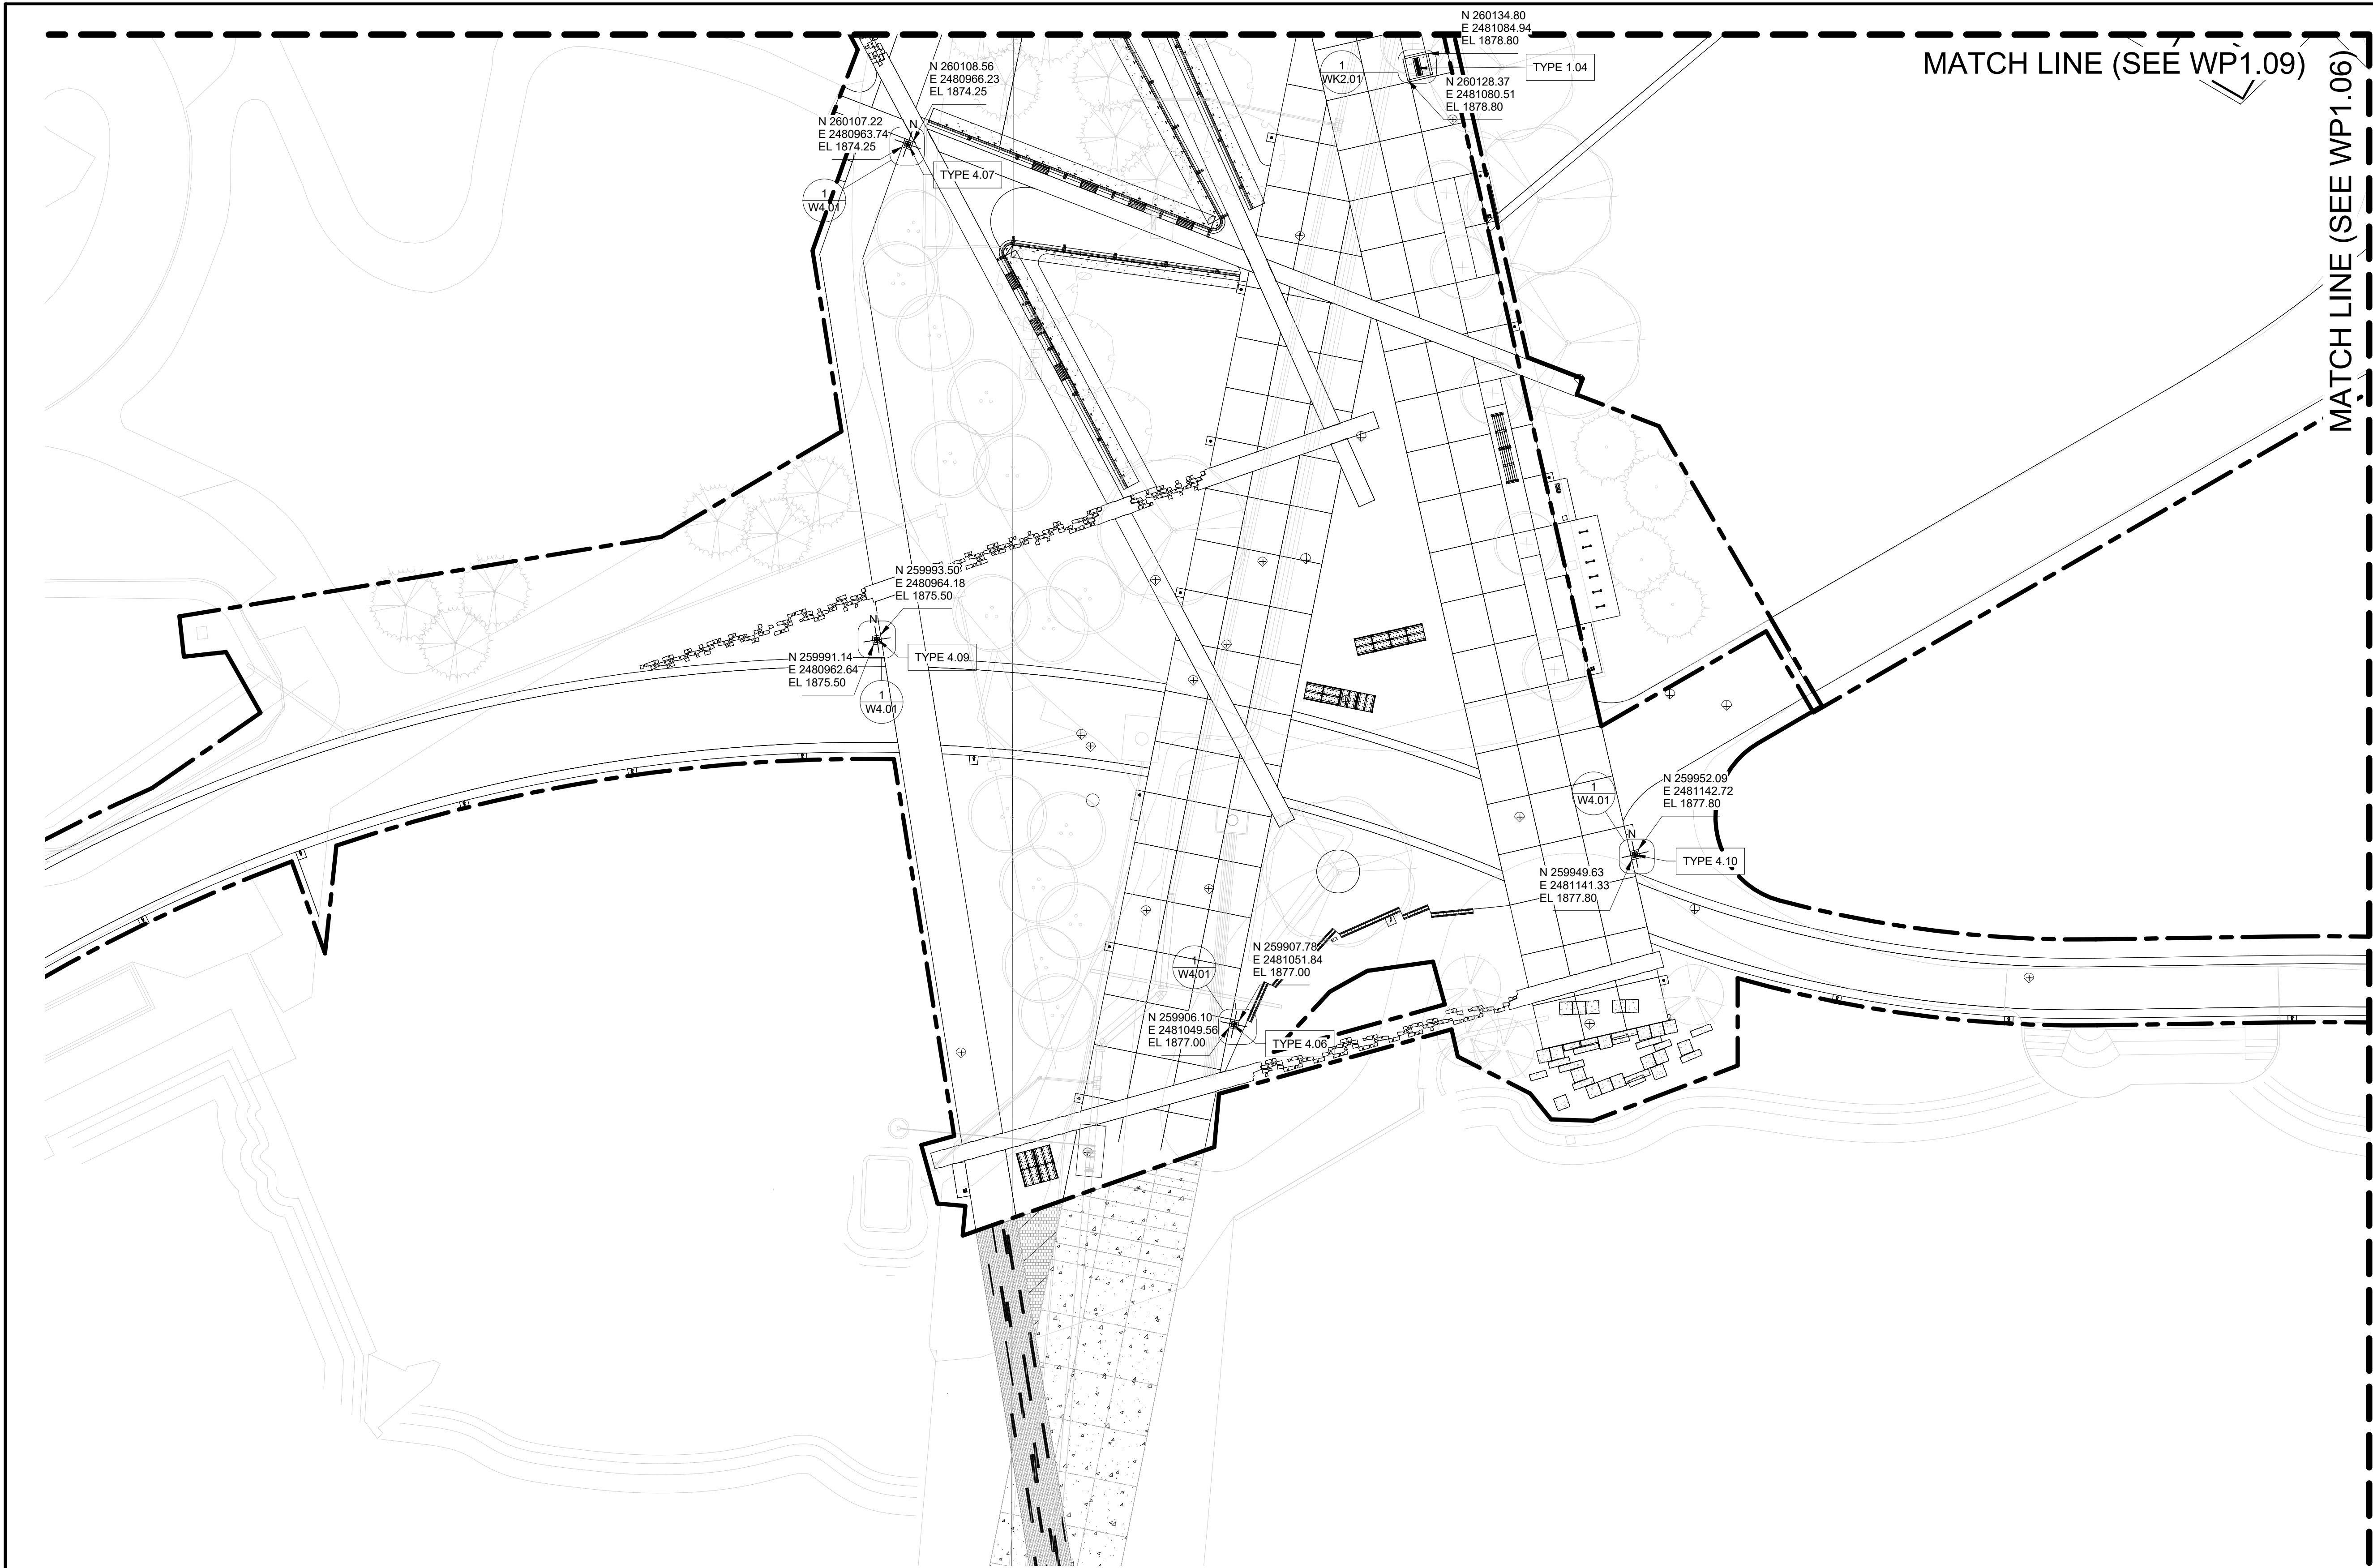 N 260134.80
E 2481084.94
EL 1878.80
MATCH LINE (SEE WP1.09)
MATCH LINE (SEE WP1.06)
1
WK2.01
TYPE 1.04
N 260128.37
E 2481080.51
EL 1878.80
N 260108.56
E 2480966.23
EL 1874.25
N 260107.22
E 2480963.74
EL 1874.25
N
TYPE 4.07
1
W4.01
N 259993.50
E 2480964.18
EL 1875.50
N
N 259991.14
E 2480962.64
EL 1875.50
TYPE 4.09
1
W4.01
1
W4.01
N 259952.09
E 2481142.72
EL 1877.80
N
TYPE 4.10
N 259949.63
E 2481141.33
EL 1877.80
N 259907.78
E 2481051.84
EL 1877.00
1
W4.01
N 259906.10
E 2481049.56
EL 1877.00
TYPE 4.06